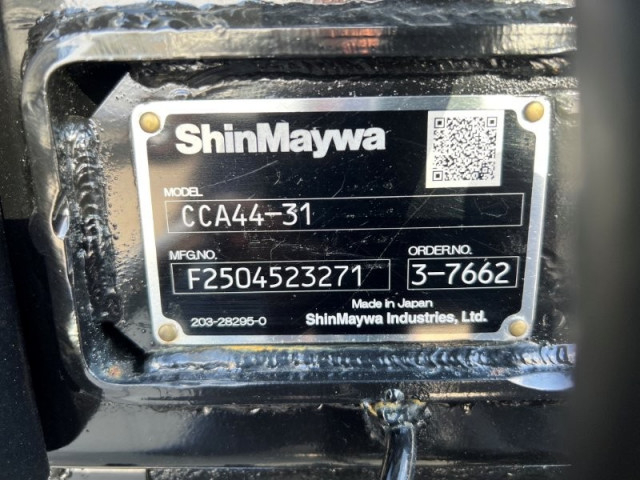 ShinMaywa
MODEL
CCA44-31
MFG.NO. ORDER.NO.
F2504523271 3-7662
Made in Japan
203-28295-0 ShinMaywa Industries, Ltd.